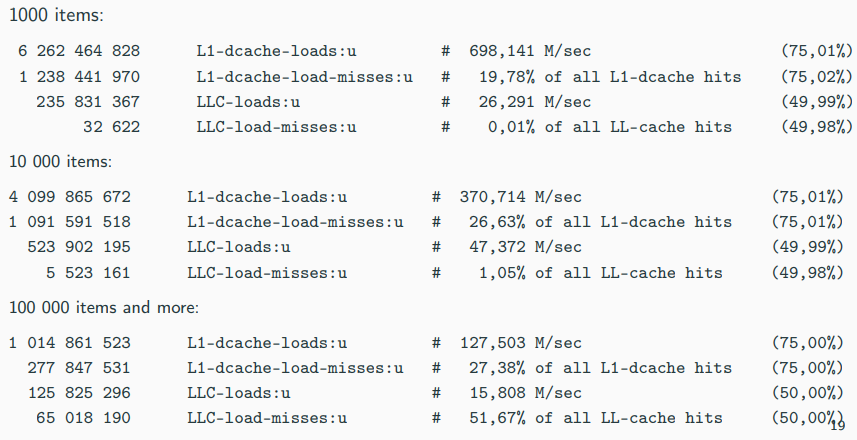 1000 items:
6 262 464 828 L1-dcache-loads:u # 698,141 M/sec (75,01%)
1 238 441 970 L1-dcache-load-misses:u # 19,78% of all L1-dcache hits (75,02%)
235 831 367 LLC-loads:u # 26,291 M/sec (49,99%)
32 622 LLC-load-misses:u # 0,01% of all LL-cache hits (49,98%)
10 000 items:
4 099 865 672 L1-dcache-loads:u # 370,714 M/sec (75,01%)
1 091 591 518 L1-dcache-load-misses:u # 26,63% of all L1-dcache hits (75,01%)
523 902 195 LLC-loads:u # 47,372 M/sec (49,99%)
5 523 161 LLC-load-misses:u # 1,05% of all LL-cache hits (49,98%)
100 000 items and more:
1 014 861 523 L1-dcache-loads:u # 127,503 M/sec (75,00%)
277 847 531 L1-dcache-load-misses:u # 27,38% of all L1-dcache hits (75,00%)
125 825 296 LLC-loads:u # 15,808 M/sec (50,00%)
65 018 190 LLC-load-misses:u # 51,67% of all LL-cache hits (50,00%)
19